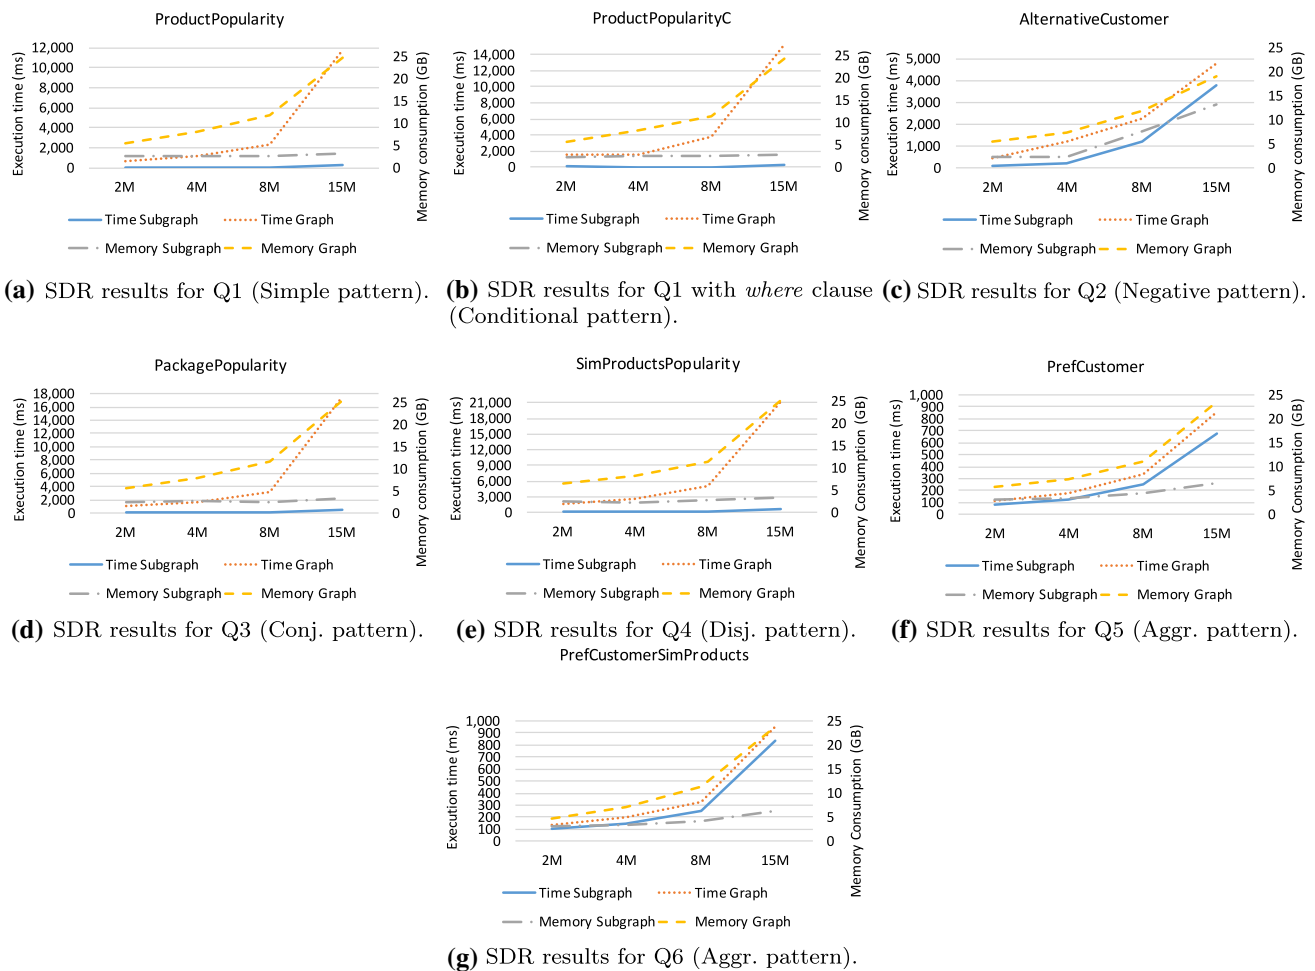 ProductPopularity
Execution time (ms)
12,000
10,000
8,000
6,000
4,000
2,000
0
25
20
15
10
5
0
Memory consumption (GB)
2M 4M 8M 15M
Time Subgraph Time Graph
Memory Subgraph Memory Graph
(a) SDR results for Q1 (Simple pattern).
ProductPopularityC
Execution time (ms)
14,000
12,000
10,000
8,000
6,000
4,000
2,000
0
25
20
15
10
5
0
Memory consumption (GB)
2M 4M 8M 15M
Time Subgraph Time Graph
Memory Subgraph Memory Graph
(b) SDR results for Q1 with where clause
(Conditional pattern).
AlternativeCustomer
Execution time (ms)
5,000
4,000
3,000
2,000
1,000
0
25
20
15
10
5
0
Memory consumption (GB)
2M 4M 8M 15M
Time Subgraph Time Graph
Memory Subgraph Memory Graph
(c) SDR results for Q2 (Negative pattern).
PackagePopularity
Execution time (ms)
18,000
16,000
14,000
12,000
10,000
8,000
6,000
4,000
2,000
0
25
20
15
10
5
0
Memory Consumption (GB)
2M 4M 8M 15M
Time Subgraph Time Graph
Memory Subgraph Memory Graph
(d) SDR results for Q3 (Conj. pattern).
SimProductsPopularity
Execution time (ms)
21,000
18,000
15,000
12,000
9,000
6,000
3,000
0
25
20
15
10
5
0
Memory Consumption (GB)
2M 4M 8M 15M
Time Subgraph Time Graph
Memory Subgraph Memory Graph
(e) SDR results for Q4 (Disj. pattern).
PrefCustomer
Execution time (ms)
1,000
900
800
700
600
500
400
300
200
100
0
25
20
15
10
5
0
Memory Consumption (GB)
2M 4M 8M 15M
Time Subgraph Time Graph
Memory Subgraph Memory Graph
(f) SDR results for Q5 (Aggr. pattern).
PrefCustomerSimProducts
Execution time (ms)
1,000
900
800
700
600
500
400
300
200
100
0
25
20
15
10
5
0
Memory Consumption (GB)
2M 4M 8M 15M
Time Subgraph Time Graph
Memory Subgraph Memory Graph
(g) SDR results for Q6 (Aggr. pattern).